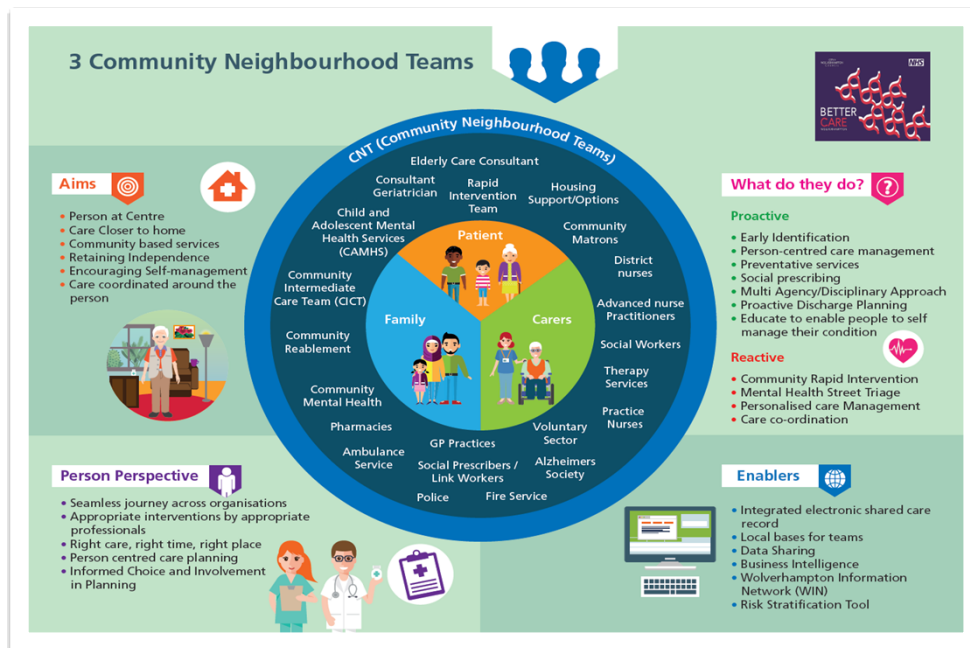 3 Community Neighbourhood Teams
NHS
BETTER
CARE
CNT (Community Neighbourhood Teams)
Elderly Care Consultant
Consultant
Geriatrician
Rapid
Intervention
Team
Housing
Support/Options
Child and
Adolescent Mental
Health Services
(CAMHS)
Community
Matrons
District
nurses
Community
Intermediate
Care Team (CICT)
Advanced nurse
Practitioners
Community
Reablement
Social Workers
Therapy
Services
Community
Mental Health
Practice
Nurses
Pharmacies
Voluntary
Sector
Ambulance
Service
GP Practices
Alzheimers
Society
Social Prescribers /
Link Workers
Police
Fire Service
Patient
Family
Carers
Aims
• Person at Centre
• Care Closer to home
• Community based services
• Retaining Independence
• Encouraging Self-management
• Care coordinated around the
person
What do they do?
?
Proactive
• Early Identification
• Person-centred care management
• Preventative services
• Social prescribing
• Multi Agency/Disciplinary Approach
• Proactive Discharge Planning
• Educate to enable people to self
manage their condition
Reactive
• Community Rapid Intervention
• Mental Health Street Triage
• Personalised care Management
• Care co-ordination
Person Perspective
• Seamless journey across organisations
• Appropriate interventions by appropriate
professionals
• Right care, right time, right place
• Person centred care planning
• Informed Choice and Involvement
in Planning
Enablers
• Integrated electronic shared care
record
• Local bases for teams
• Data Sharing
• Business Intelligence
• Wolverhampton Information
Network (WIN)
• Risk Stratification Tool